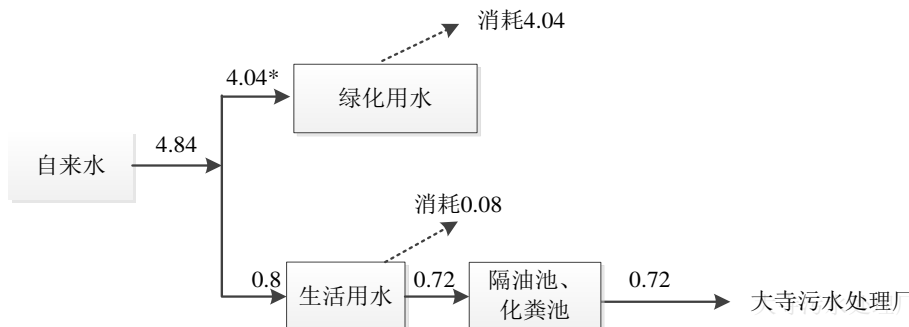 消耗4.04
4.04*
绿化用水
自来水
4.84
消耗0.08
0.8
生活用水
0.72
隔油池、
化粪池
0.72
大寺污水处理厂